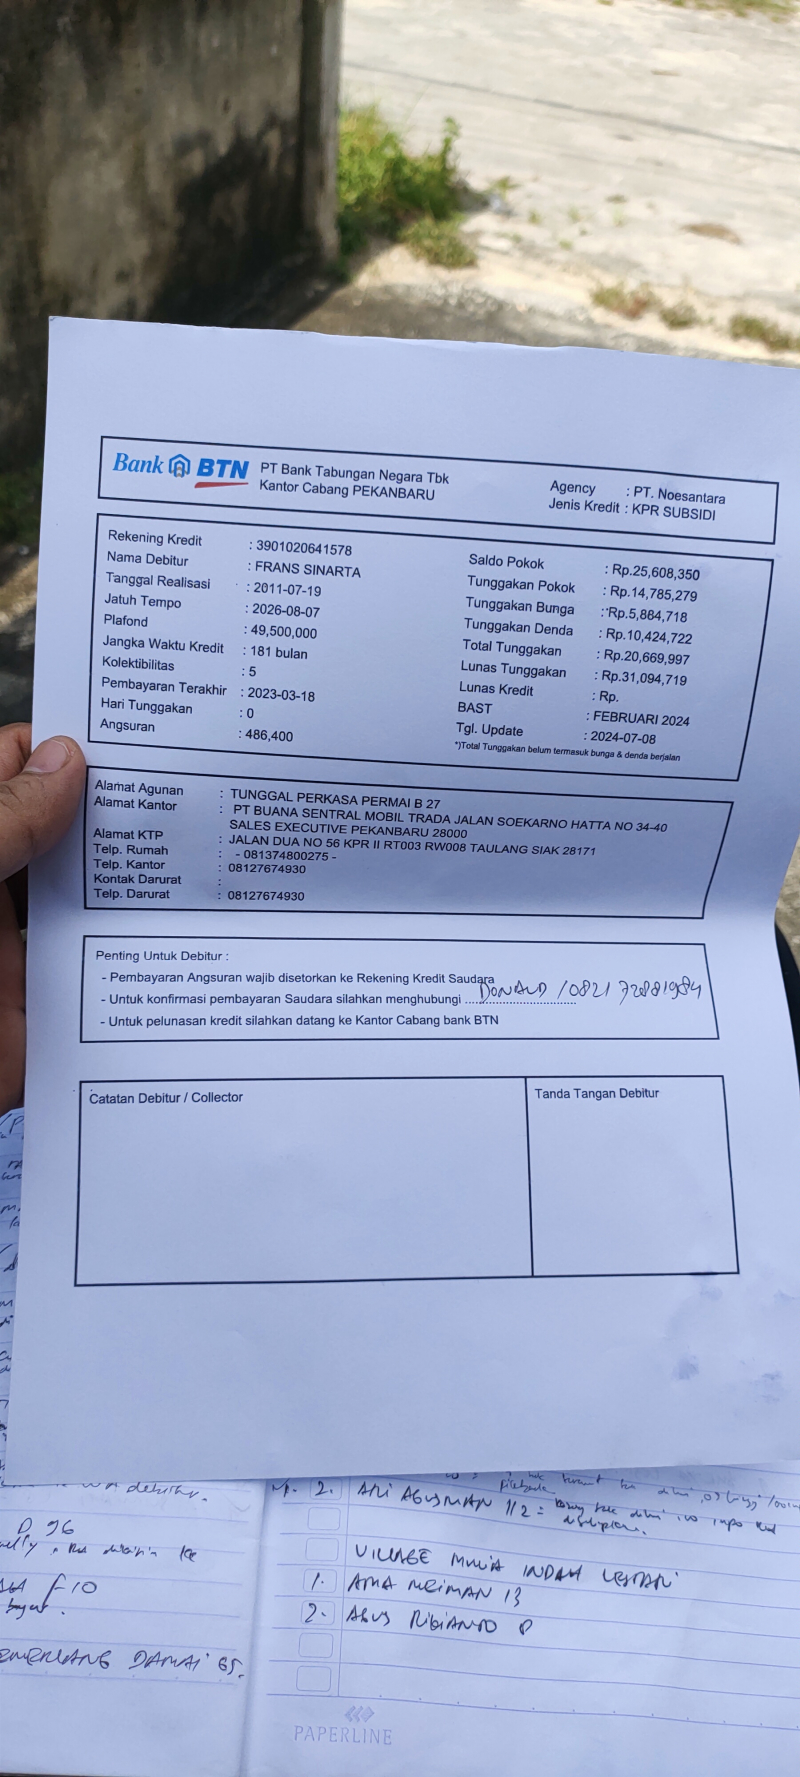 Bank BTN PT Bank Tabungan Negara Tbk
Kantor Cabang PEKANBARU
Agency : PT. Noesantara
Jenis Kredit : KPR SUBSIDI
Rekening Kredit : 3901020641578
Nama Debitur : FRANS SINARTA
Tanggal Realisasi : 2011-07-19
Jatuh Tempo : 2026-08-07
Plafond : 49,500,000
Jangka Waktu Kredit : 181 bulan
Kolektibilitas : 5
Pembayaran Terakhir : 2023-03-18
Hari Tunggakan : 0
Angsuran : 486,400
Saldo Pokok : Rp.25,608,350
Tunggakan Pokok : Rp.14,785,279
Tunggakan Bunga : Rp.5,884,718
Tunggakan Denda : Rp.10,424,722
Total Tunggakan : Rp.20,669,997
Lunas Tunggakan : Rp.31,094,719
Lunas Kredit : Rp.
BAST : FEBRUARI 2024
Tgl. Update : 2024-07-08
*)Total Tunggakan belum termasuk bunga & denda berjalan
Alamat Agunan : TUNGGAL PERKASA PERMAI B 27
Alamat Kantor : PT BUANA SENTRAL MOBIL TRADA JALAN SOEKARNO HATTA NO 34-40
SALES EXECUTIVE PEKANBARU 28000
Alamat KTP : JALAN DUA NO 56 KPR II RT003 RW008 TAULANG SIAK 28171
Telp. Rumah : - 081374800275 -
Telp. Kantor : 08127674930
Kontak Darurat :
Telp. Darurat : 08127674930
Penting Untuk Debitur :
- Pembayaran Angsuran wajib disetorkan ke Rekening Kredit Saudara
- Untuk konfirmasi pembayaran Saudara silahkan menghubungi DONALD / 0821 72881984
- Untuk pelunasan kredit silahkan datang ke Kantor Cabang bank BTN
Catatan Debitur / Collector
Tanda Tangan Debitur
2. ARI AGUSMAN 11/2 =
D 96
VILLAGE MULIA INDAH LESTARI
F-10
1. AMA MEIMAN 13
2. AGUS
DAMAI 65.
PAPERLINE